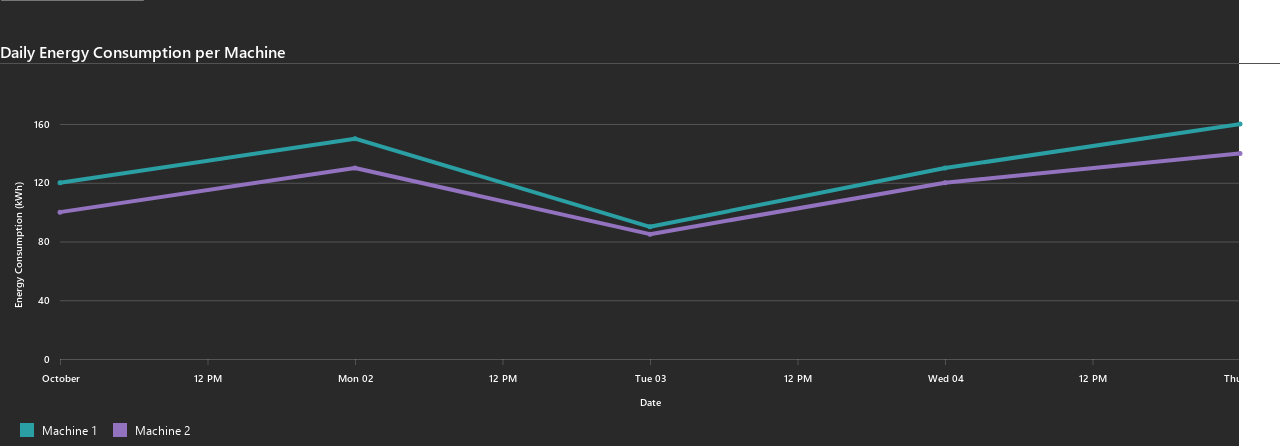 Daily Energy Consumption per Machine
Energy Consumption (kWh)
160
120
80
40
0
October 12 PM Mon 02 12 PM Tue 03 12 PM Wed 04 12 PM Thu
Date
Machine 1 Machine 2